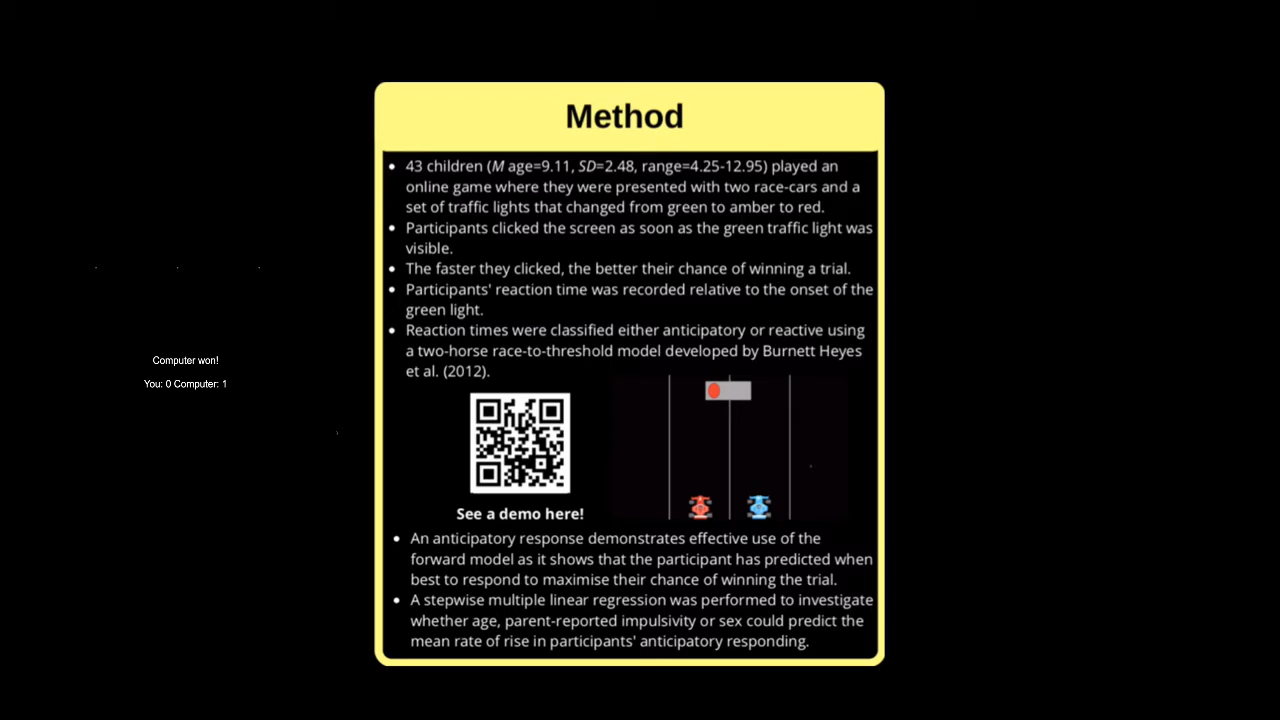 Method
• 43 children (M age=9.11, SD=2.48, range=4.25-12.95) played an
online game where they were presented with two race-cars and a
set of traffic lights that changed from green to amber to red.
• Participants clicked the screen as soon as the green traffic light was
visible.
• The faster they clicked, the better their chance of winning a trial.
• Participants' reaction time was recorded relative to the onset of the
green light.
• Reaction times were classified either anticipatory or reactive using
a two-horse race-to-threshold model developed by Burnett Heyes
et al. (2012).
Computer won!
You: 0 Computer: 1
See a demo here!
• An anticipatory response demonstrates effective use of the
forward model as it shows that the participant has predicted when
best to respond to maximise their chance of winning the trial.
• A stepwise multiple linear regression was performed to investigate
whether age, parent-reported impulsivity or sex could predict the
mean rate of rise in participants' anticipatory responding.